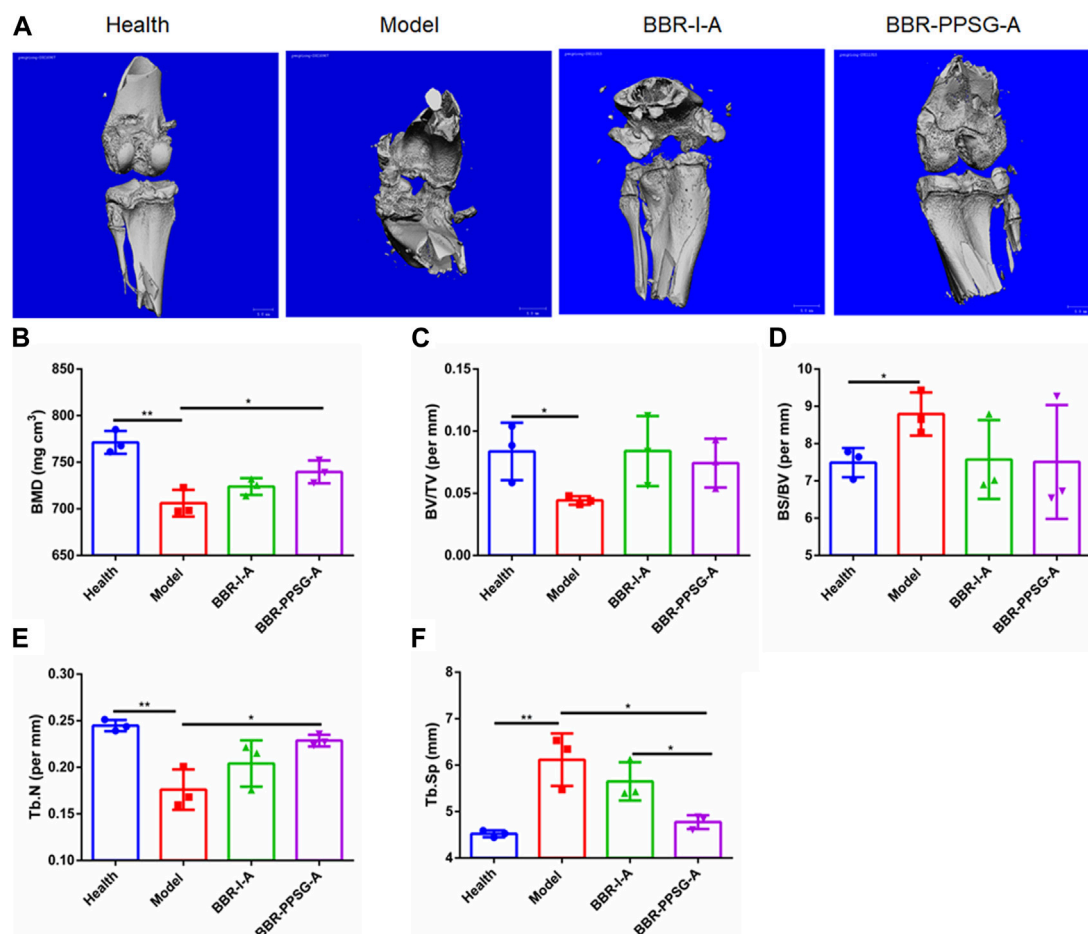 A
Health
Model
BBR-I-A
BBR-PPSG-A
B
BMD (mg cm³)
850
800
750
700
650
**
*
Health
Model
BBR-I-A
BBR-PPSG-A
C
BV/TV (per mm)
0.15
0.10
0.05
0.00
*
Health
Model
BBR-I-A
BBR-PPSG-A
D
BS/BV (per mm)
10
9
8
7
6
5
*
Health
Model
BBR-I-A
BBR-PPSG-A
E
Tb.N (per mm)
0.30
0.25
0.20
0.15
0.10
**
*
Health
Model
BBR-I-A
BBR-PPSG-A
F
Tb.Sp (mm)
8
7
6
5
4
**
*
*
Health
Model
BBR-I-A
BBR-PPSG-A